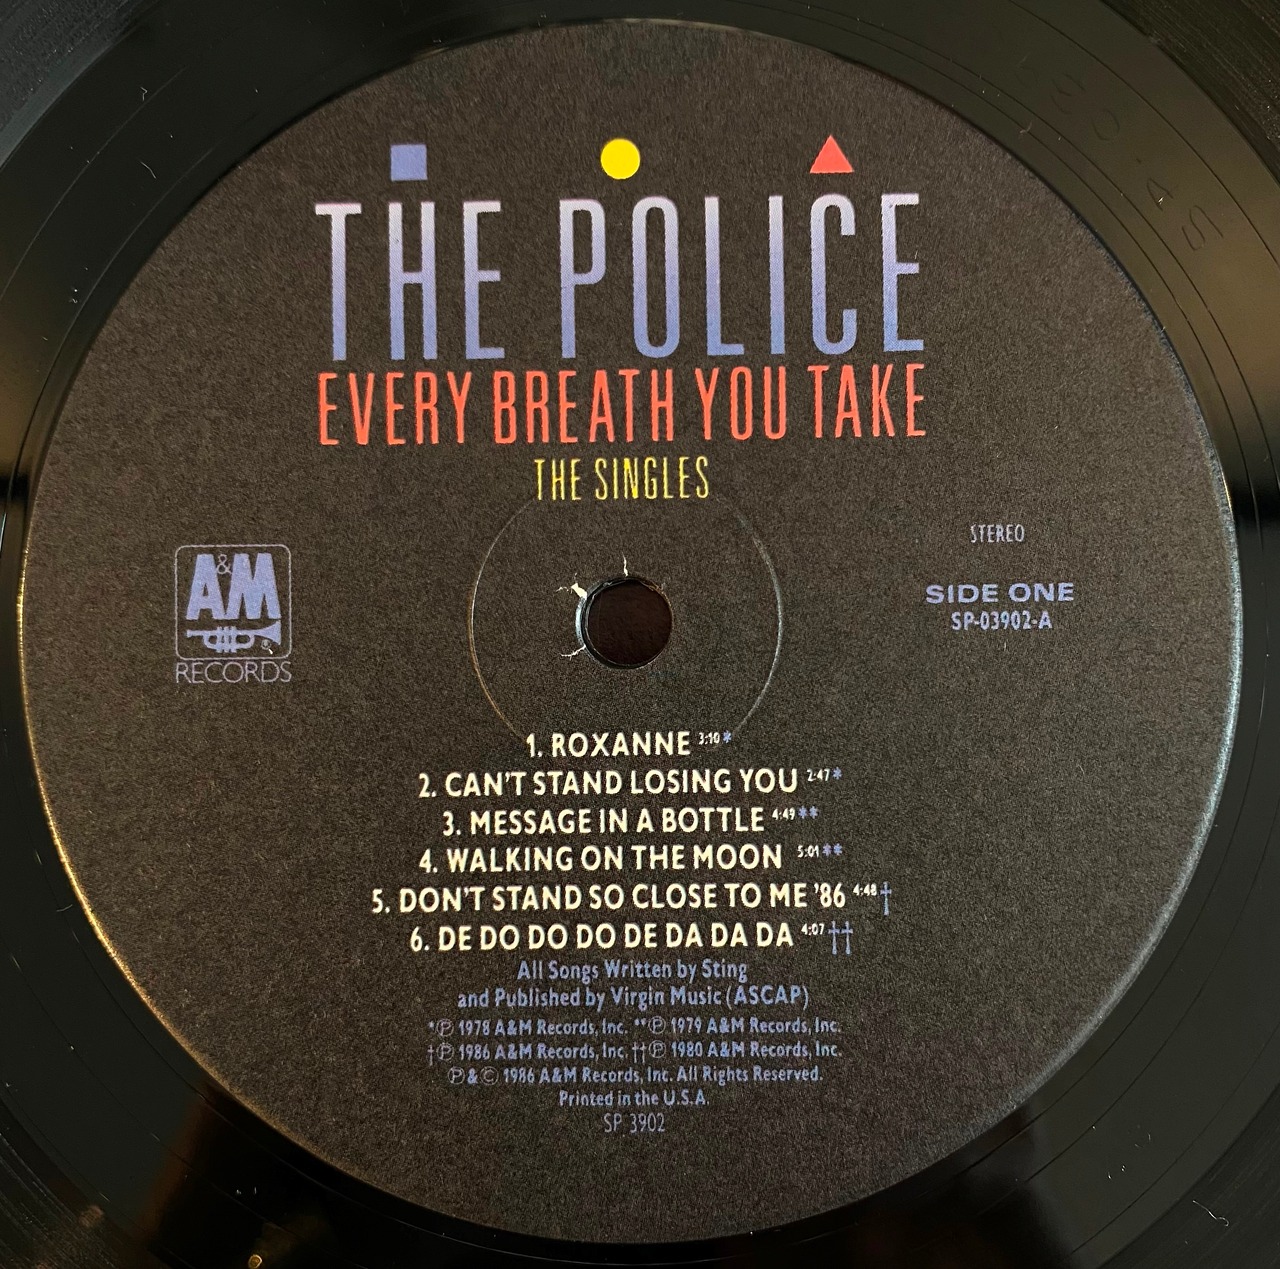 THE POLICE
EVERY BREATH YOU TAKE
THE SINGLES
STEREO
A&M
RECORDS
SIDE ONE
SP-03902-A
1. ROXANNE 3:10*
2. CAN'T STAND LOSING YOU 2:47*
3. MESSAGE IN A BOTTLE 4:49**
4. WALKING ON THE MOON 5:01**
5. DON'T STAND SO CLOSE TO ME '86 4:48†
6. DE DO DO DO DE DA DA DA 4:07††
All Songs Written by Sting
and Published by Virgin Music (ASCAP)
*℗ 1978 A&M Records, Inc. **℗ 1979 A&M Records, Inc.
†℗ 1986 A&M Records, Inc. ††℗ 1980 A&M Records, Inc.
℗ & © 1986 A&M Records, Inc. All Rights Reserved.
Printed in the U.S.A.
SP 3902